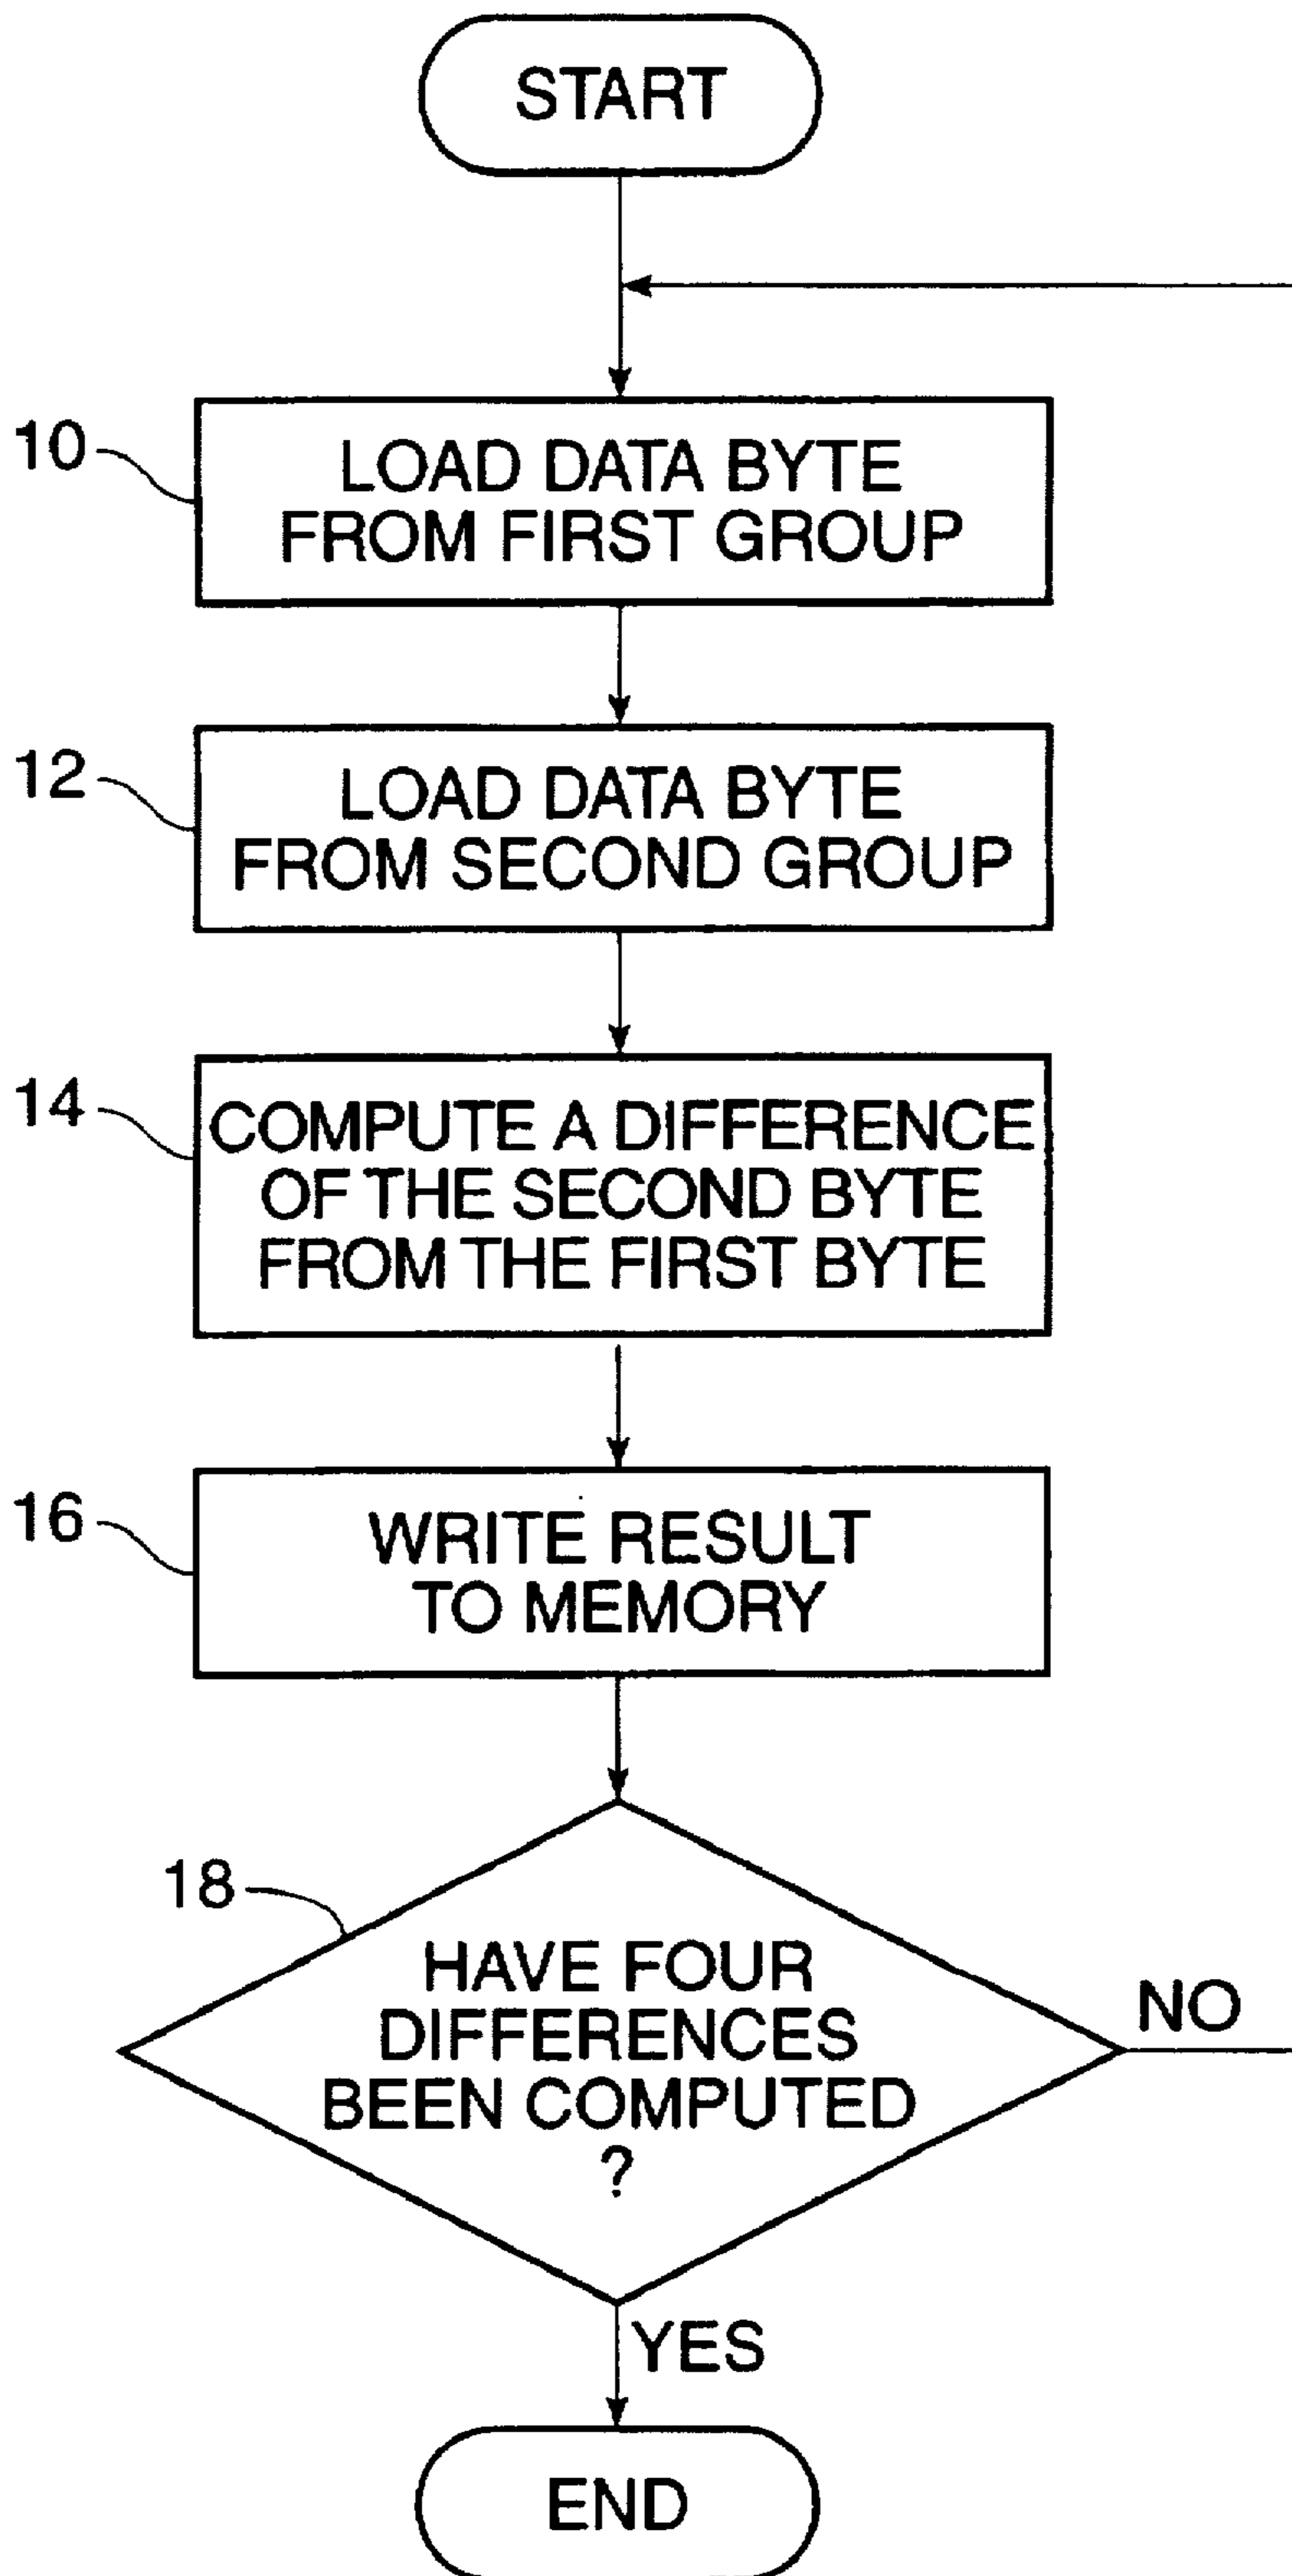 START
10
LOAD DATA BYTE
FROM FIRST GROUP
12
LOAD DATA BYTE
FROM SECOND GROUP
14
COMPUTE A DIFFERENCE
OF THE SECOND BYTE
FROM THE FIRST BYTE
16
WRITE RESULT
TO MEMORY
18
HAVE FOUR
DIFFERENCES
BEEN COMPUTED
?
NO
YES
END